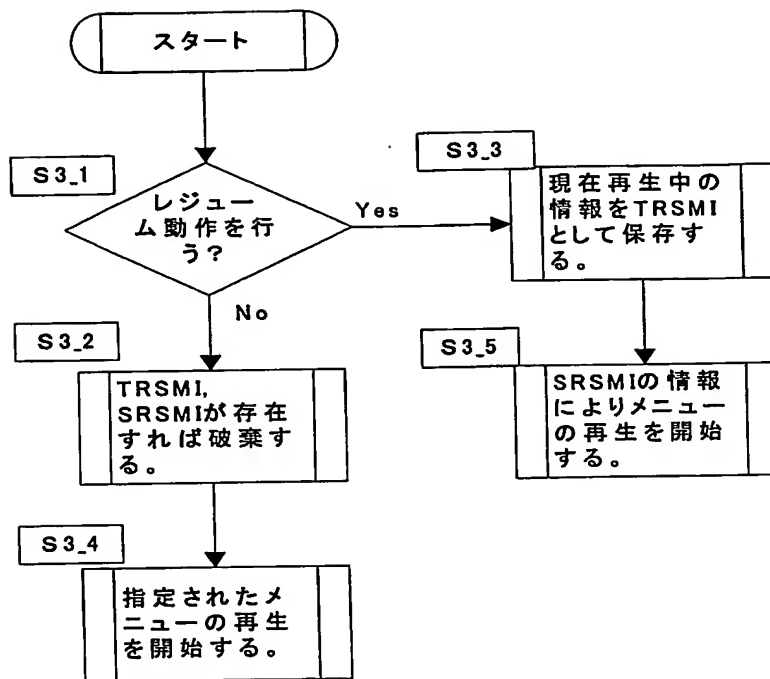 スタート
S3_1
レジュー
ム動作を行
う?
Yes
No
S3_3
現在再生中の
情報をTRSMI
として保存す
る。
S3_2
TRSMI,
SRSMIが存在
すれば破棄す
る。
S3_5
SRSMIの情報
によりメニュー
の再生を開始
する。
S3_4
指定されたメ
ニューの再生
を開始する。